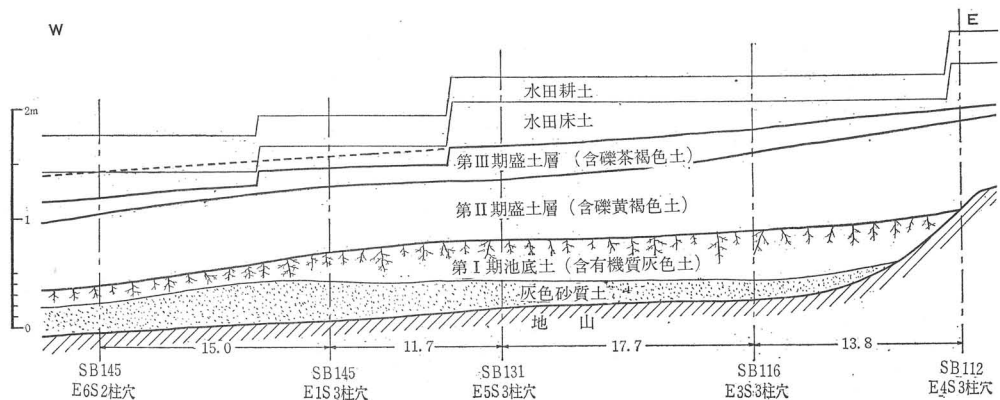 W
E
2m
1
0
水田耕土
水田床土
第Ⅲ期盛土層(含礫茶褐色土)
第Ⅱ期盛土層(含礫黄褐色土)
第Ⅰ期池底土(含有機質灰色土)
灰色砂質土
地 山
15.0 11.7 17.7 13.8
SB145 SB145 SB131 SB116 SB112
E6S2柱穴 E1S3柱穴 E5S3柱穴 E3S3柱穴 E4S3柱穴